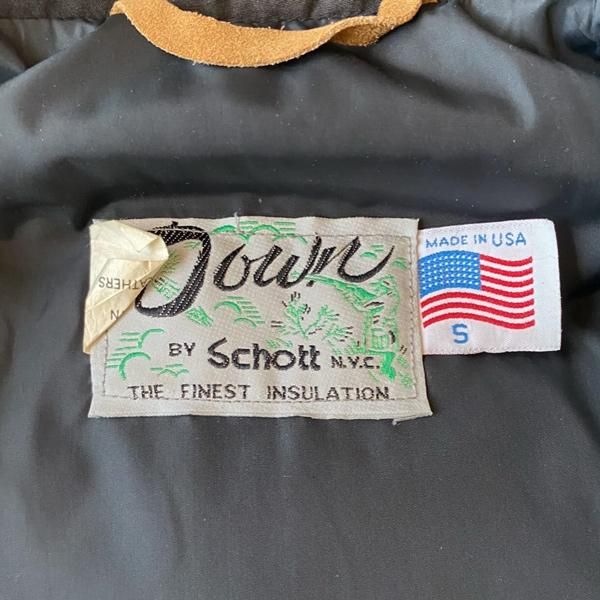 Down
BY Schott N.Y.C.
THE FINEST INSULATION
MADE IN USA
S